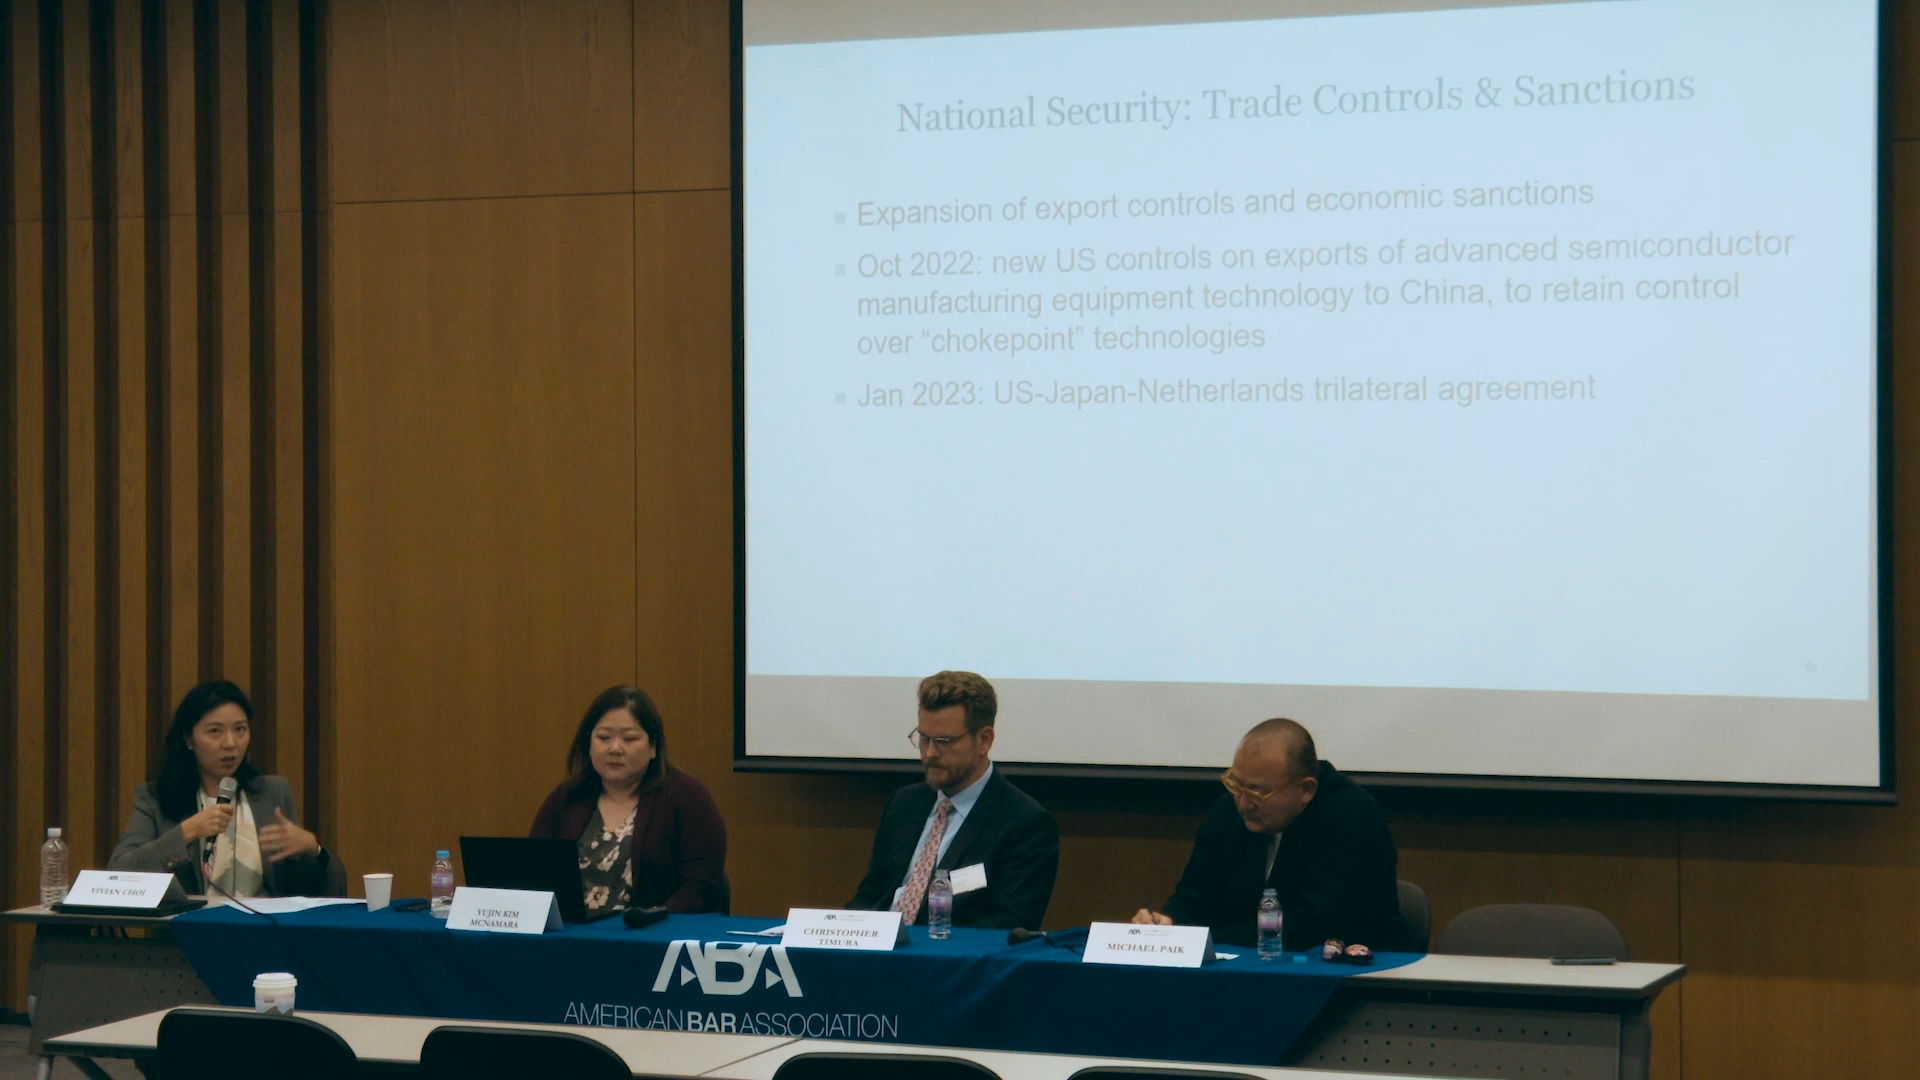 National Security: Trade Controls & Sanctions
Expansion of export controls and economic sanctions
Oct 2022: new US controls on exports of advanced semiconductor
manufacturing equipment technology to China, to retain control
over “chokepoint” technologies
Jan 2023: US-Japan-Netherlands trilateral agreement
VIVIAN CHOI
YUJIN KIM
MCNAMARA
ABA
CHRISTOPHER
TIMURA
ABA
MICHAEL PAIK
ABA
AMERICAN BAR ASSOCIATION